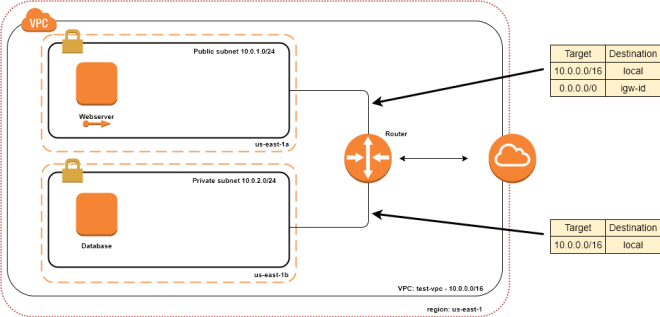 VPC
Public subnet 10.0.1.0/24
Webserver
us-east-1a
Private subnet 10.0.2.0/24
Database
us-east-1b
Router
VPC: test-vpc - 10.0.0.0/16
region: us-east-1
Target Destination
10.0.0.0/16 local
0.0.0.0/0 igw-id
Target Destination
10.0.0.0/16 local